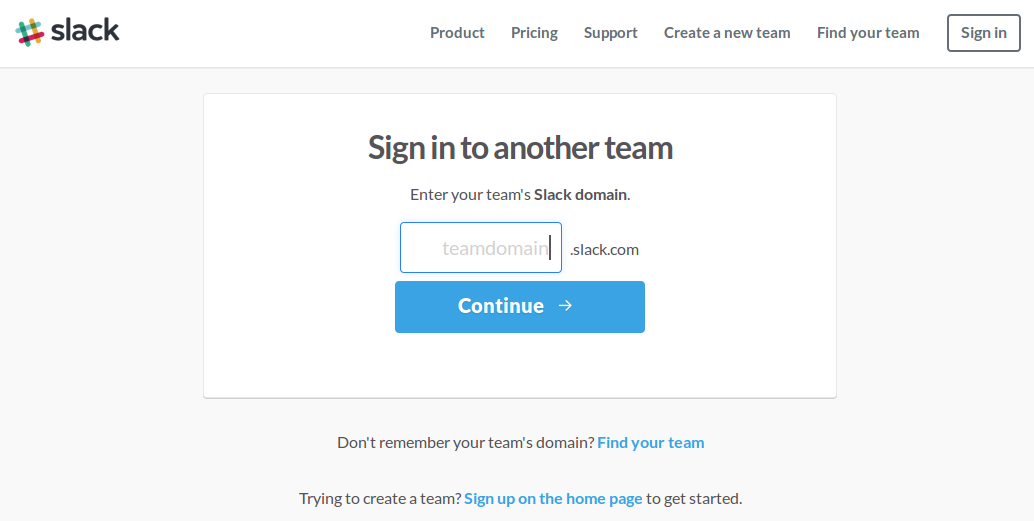 slack
Product Pricing Support Create a new team Find your team Sign in
Sign in to another team
Enter your team's Slack domain.
teamdomain .slack.com
Continue →
Don't remember your team's domain? Find your team
Trying to create a team? Sign up on the home page to get started.